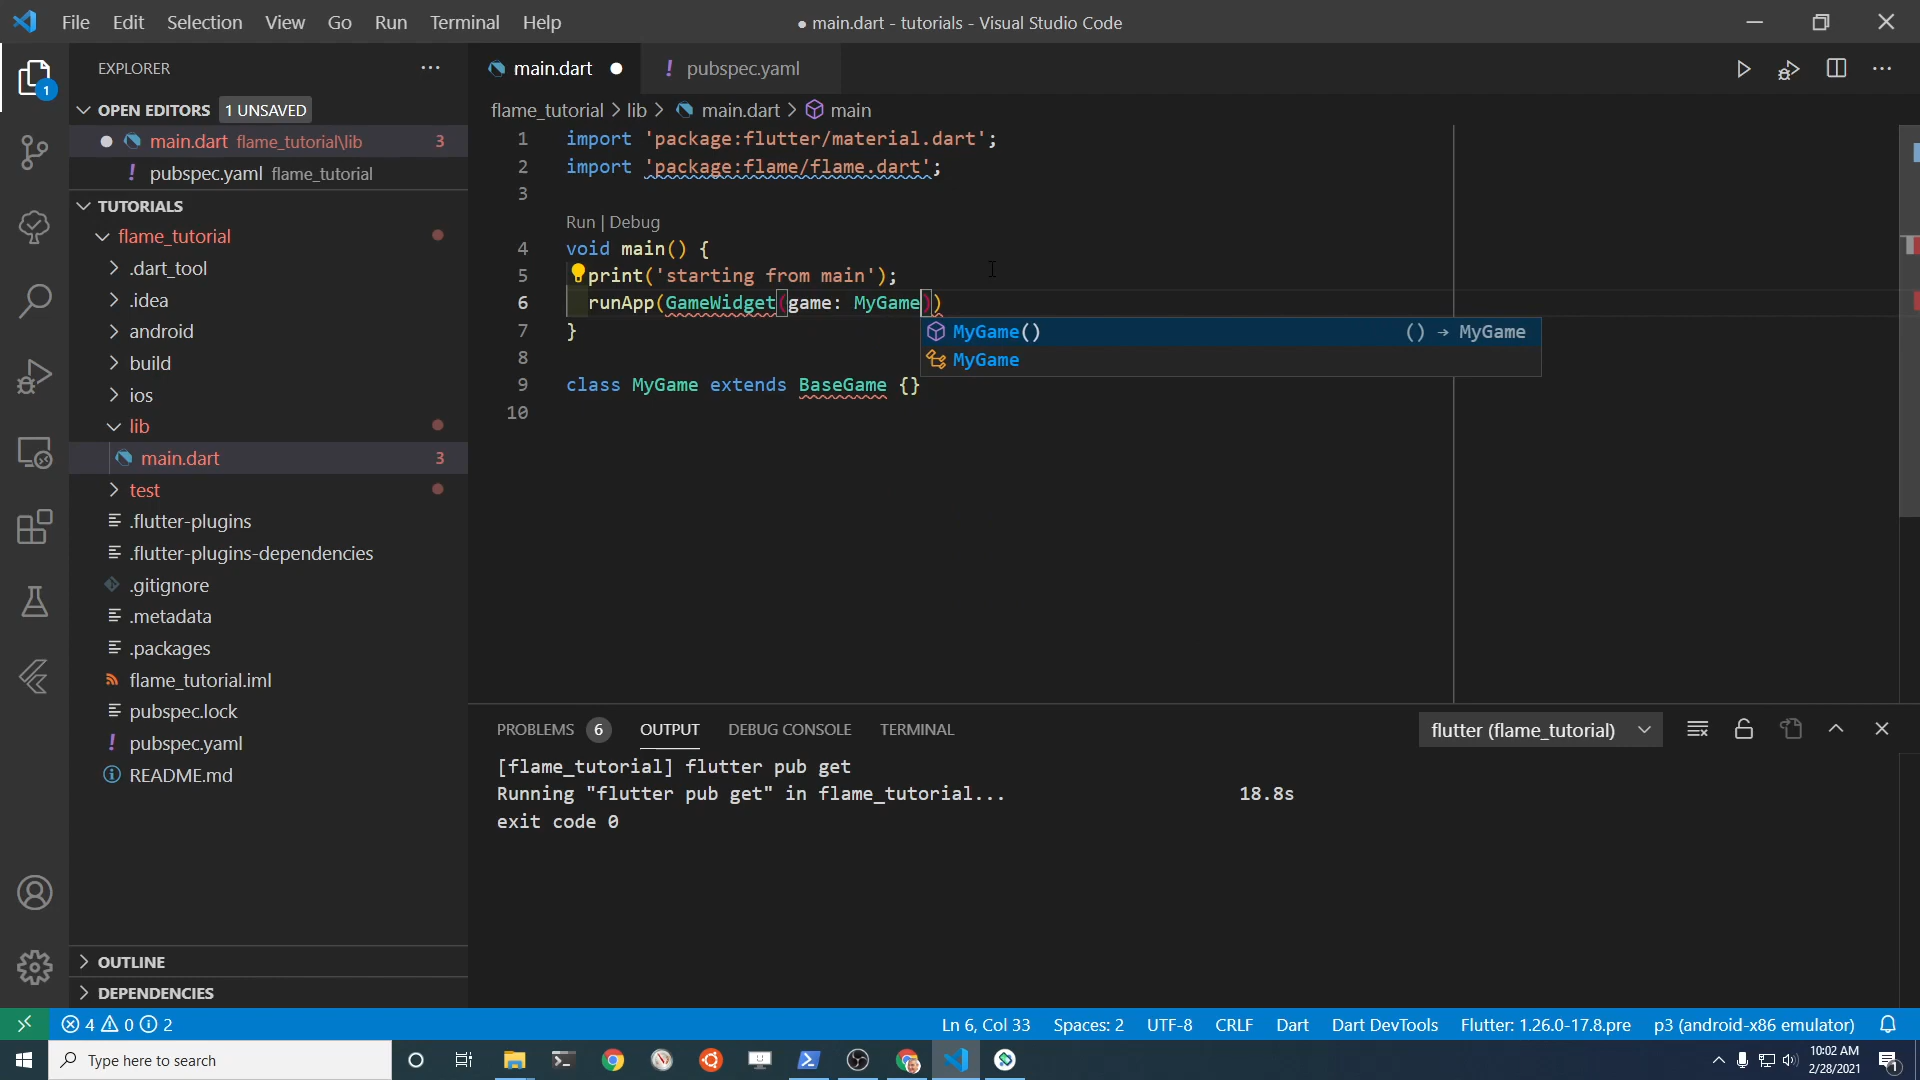 File Edit Selection View Go Run Terminal Help
● main.dart - tutorials - Visual Studio Code
EXPLORER
OPEN EDITORS 1 UNSAVED
main.dart flame_tutorial\lib 3
pubspec.yaml flame_tutorial
TUTORIALS
flame_tutorial
.dart_tool
.idea
android
build
ios
lib
main.dart 3
test
.flutter-plugins
.flutter-plugins-dependencies
.gitignore
.metadata
.packages
flame_tutorial.iml
pubspec.lock
pubspec.yaml
README.md
OUTLINE
DEPENDENCIES
1
main.dart
pubspec.yaml
flame_tutorial > lib > main.dart > main
1 import 'package:flutter/material.dart';
2 import 'package:flame/flame.dart';
3
Run | Debug
4 void main() {
5 print('starting from main');
6 runApp(GameWidget(game: MyGame))
7 }
8
9 class MyGame extends BaseGame {}
10
MyGame() () → MyGame
MyGame
PROBLEMS 6 OUTPUT DEBUG CONSOLE TERMINAL
flutter (flame_tutorial)
[flame_tutorial] flutter pub get
Running "flutter pub get" in flame_tutorial... 18.8s
exit code 0
4 0 2
Ln 6, Col 33 Spaces: 2 UTF-8 CRLF Dart Dart DevTools Flutter: 1.26.0-17.8.pre p3 (android-x86 emulator)
Type here to search
10:02 AM
2/28/2021
1